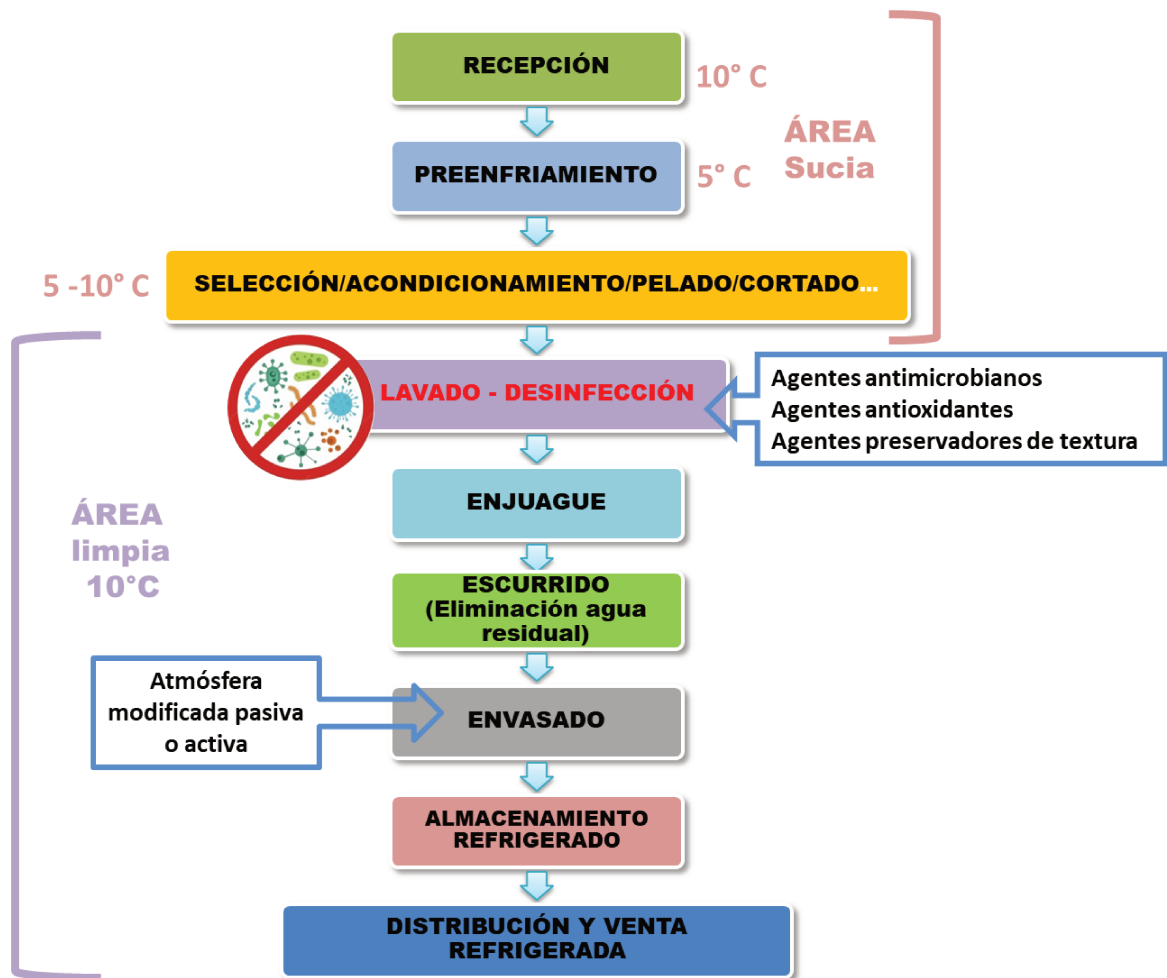 RECEPCIÓN
10° C
ÁREA
Sucia
PREENFRIAMIENTO
5° C
5 -10° C
SELECCIÓN/ACONDICIONAMIENTO/PELADO/CORTADO...
LAVADO - DESINFECCIÓN
Agentes antimicrobianos
Agentes antioxidantes
Agentes preservadores de textura
ENJUAGUE
ÁREA
limpia
10°C
ESCURRIDO
(Eliminación agua
residual)
Atmósfera
modificada pasiva
o activa
ENVASADO
ALMACENAMIENTO
REFRIGERADO
DISTRIBUCIÓN Y VENTA
REFRIGERADA